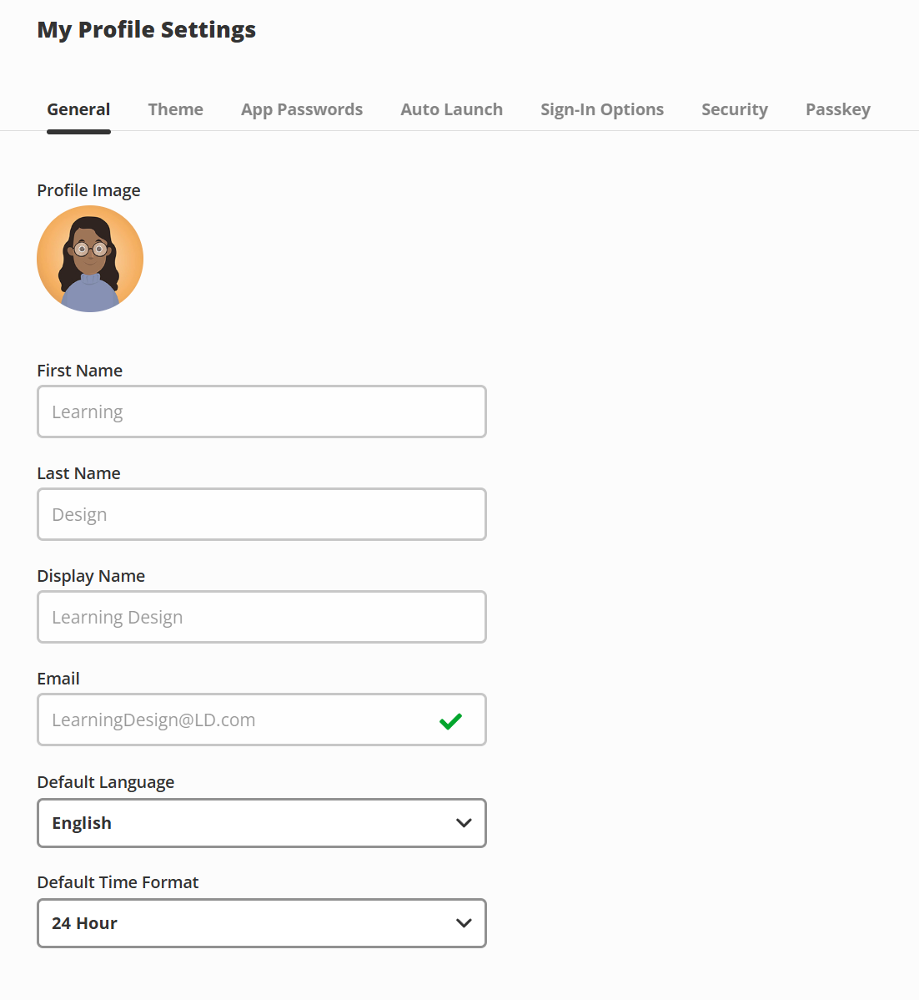 My Profile Settings
General Theme App Passwords Auto Launch Sign-In Options Security Passkey
Profile Image
First Name
Learning
Last Name
Design
Display Name
Learning Design
Email
LearningDesign@LD.com
Default Language
English
Default Time Format
24 Hour